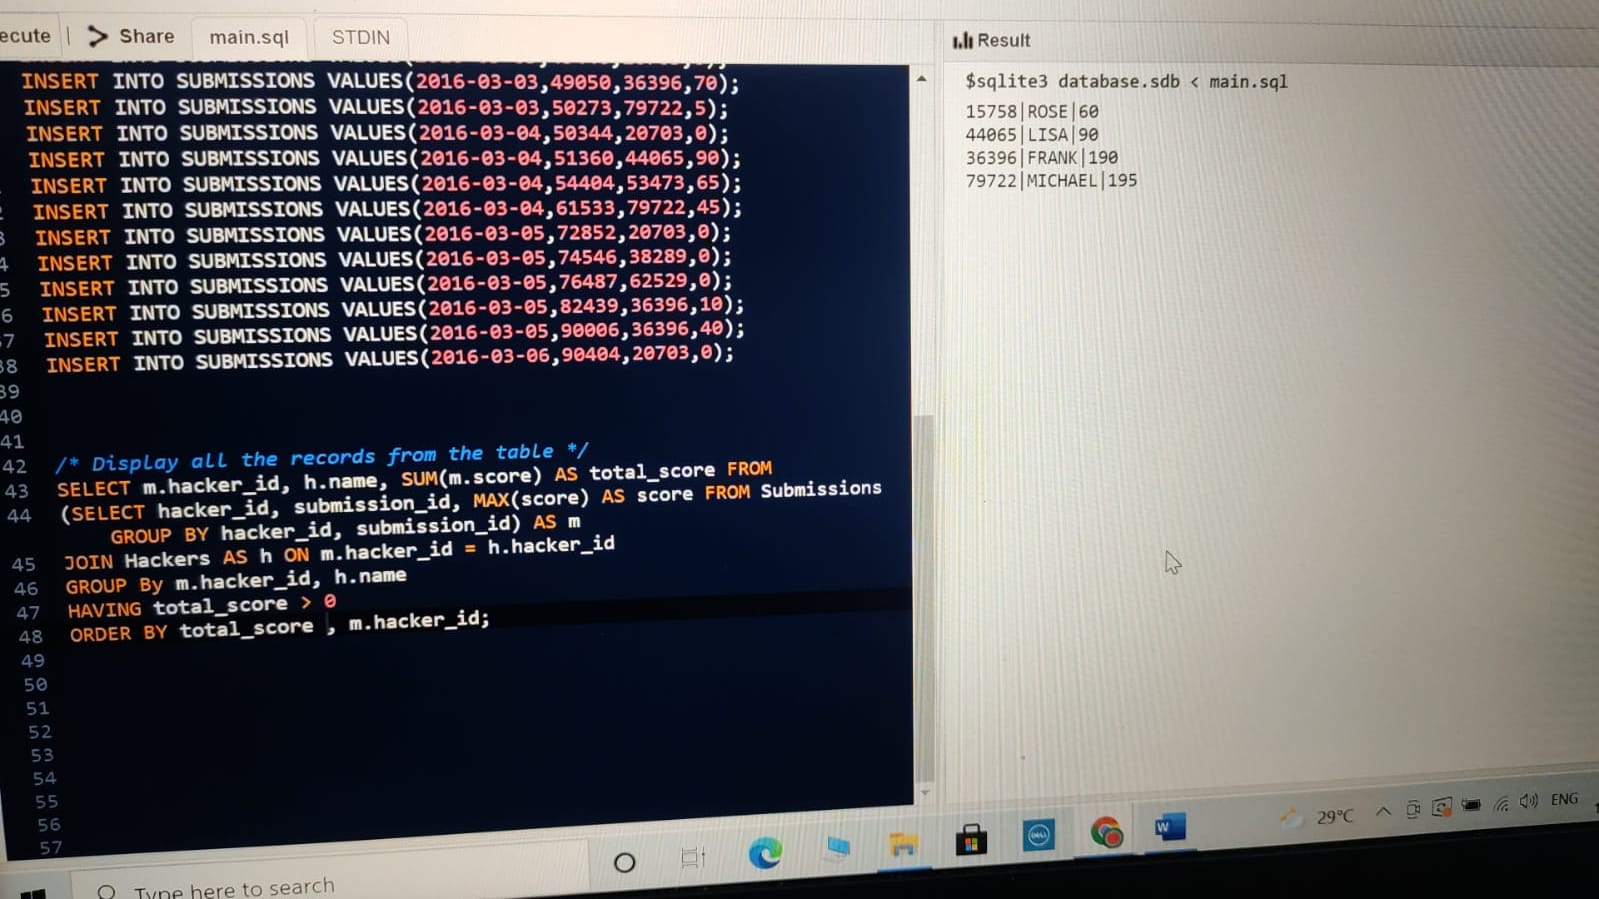 ecute | Share main.sql STDIN
INSERT INTO SUBMISSIONS VALUES(2016-03-03,49050,36396,70);
INSERT INTO SUBMISSIONS VALUES(2016-03-03,50273,79722,5);
INSERT INTO SUBMISSIONS VALUES(2016-03-04,50344,20703,0);
INSERT INTO SUBMISSIONS VALUES(2016-03-04,51360,44065,90);
INSERT INTO SUBMISSIONS VALUES(2016-03-04,54404,53473,65);
INSERT INTO SUBMISSIONS VALUES(2016-03-04,61533,79722,45);
3 INSERT INTO SUBMISSIONS VALUES(2016-03-05,72852,20703,0);
4 INSERT INTO SUBMISSIONS VALUES(2016-03-05,74546,38289,0);
5 INSERT INTO SUBMISSIONS VALUES(2016-03-05,76487,62529,0);
6 INSERT INTO SUBMISSIONS VALUES(2016-03-05,82439,36396,10);
7 INSERT INTO SUBMISSIONS VALUES(2016-03-05,90006,36396,40);
38 INSERT INTO SUBMISSIONS VALUES(2016-03-06,90404,20703,0);
39
40
41
42 /* Display all the records from the table */
43 SELECT m.hacker_id, h.name, SUM(m.score) AS total_score FROM
44 (SELECT hacker_id, submission_id, MAX(score) AS score FROM Submissions
GROUP BY hacker_id, submission_id) AS m
45 JOIN Hackers AS h ON m.hacker_id = h.hacker_id
46 GROUP By m.hacker_id, h.name
47 HAVING total_score > 0
48 ORDER BY total_score , m.hacker_id;
49
50
51
52
53
54
55
56
57
Result
$sqlite3 database.sdb < main.sql
15758|ROSE|60
44065|LISA|90
36396|FRANK|190
79722|MICHAEL|195
Type here to search
DELL
W
29°C
ENG